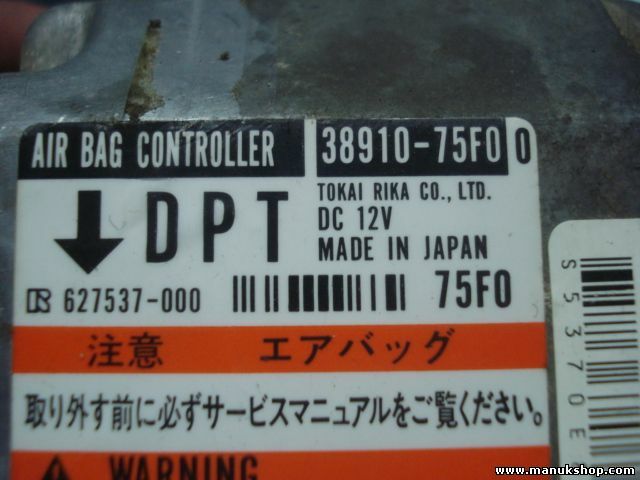 AIR BAG CONTROLLER 38910-75F0 0
DPT
TOKAI RIKA CO., LTD.
DC 12V
MADE IN JAPAN
R 627537-000
75F0
注意 エアバッグ
取り外す前に必ずサービスマニュアルをご覧ください。
WARNING
S5370E
www.manukshop.com